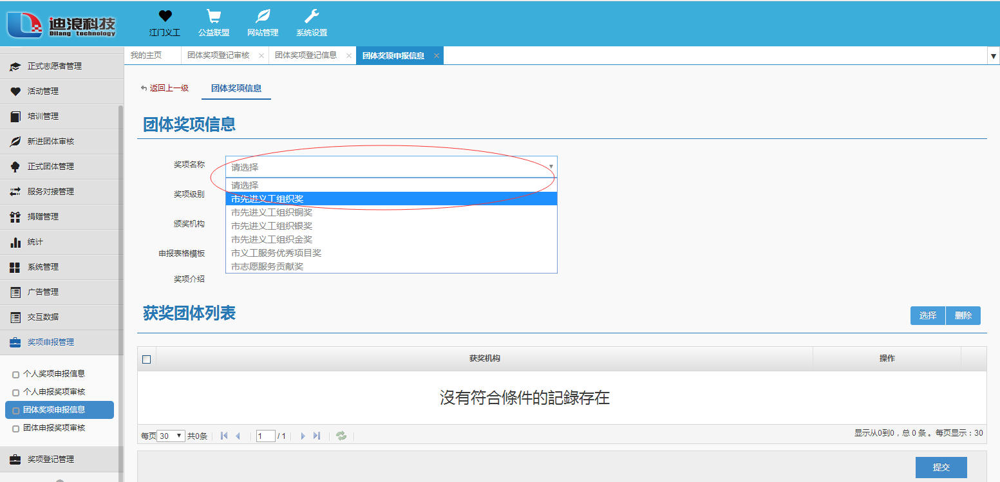 迪浪科技
Dilang technology
江门义工
公益联盟
网站管理
系统设置
我的主页
团体奖项登记审核
团体奖项登记信息
团体奖项申报信息
正式志愿者管理
活动管理
培训管理
新进团体审核
正式团体管理
服务对接管理
捐赠管理
统计
系统管理
广告管理
交互数据
奖项申报管理
个人奖项申报信息
个人申报奖项审核
团体奖项申报信息
团体申报奖项审核
奖项登记管理
返回上一级
团体奖项信息
团体奖项信息
奖项名称
请选择
请选择
市先进义工组织奖
市先进义工组织铜奖
市先进义工组织银奖
市先进义工组织金奖
市义工服务优秀项目奖
市志愿服务贡献奖
奖项级别
颁奖机构
申报表格模板
奖项介绍
获奖团体列表
选择
删除
获奖机构
操作
沒有符合條件的記錄存在
每页 30 共0条 1 / 1
显示从0到0，总 0 条 。每页显示：30
提交